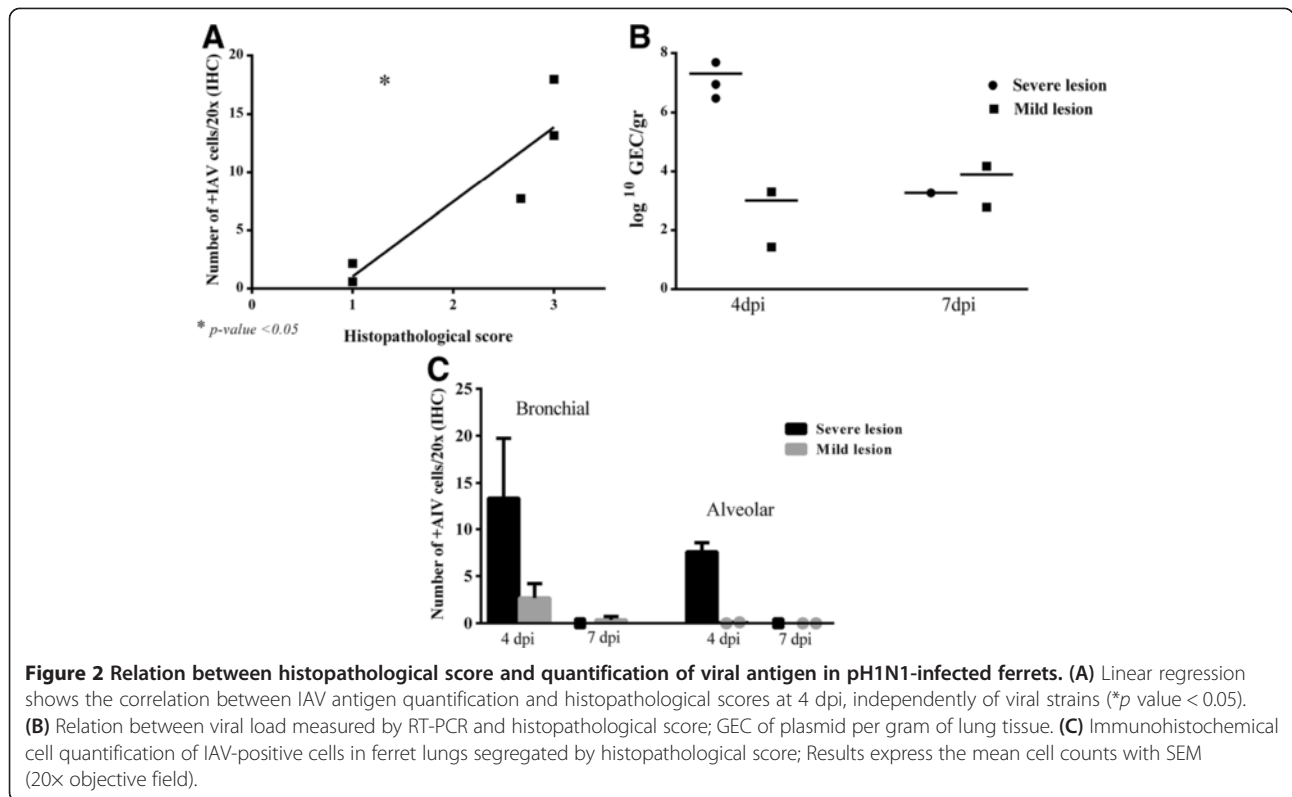 A
Number of +IAV cells/20x (IHC)
20
15
10
5
0
*
0
1
2
3
* p-value <0.05
Histopathological score
B
log 10 GEC/gr
8
6
4
2
0
4dpi
7dpi
Severe lesion
Mild lesion
C
Number of +AIV cells/20x (IHC)
25
20
15
10
5
0
Bronchial
Alveolar
Severe lesion
Mild lesion
4 dpi
7 dpi
4 dpi
7 dpi
Figure 2 Relation between histopathological score and quantification of viral antigen in pH1N1-infected ferrets. (A) Linear regression
shows the correlation between IAV antigen quantification and histopathological scores at 4 dpi, independently of viral strains (*p value < 0.05).
(B) Relation between viral load measured by RT-PCR and histopathological score; GEC of plasmid per gram of lung tissue. (C) Immunohistochemical
cell quantification of IAV-positive cells in ferret lungs segregated by histopathological score; Results express the mean cell counts with SEM
(20× objective field).